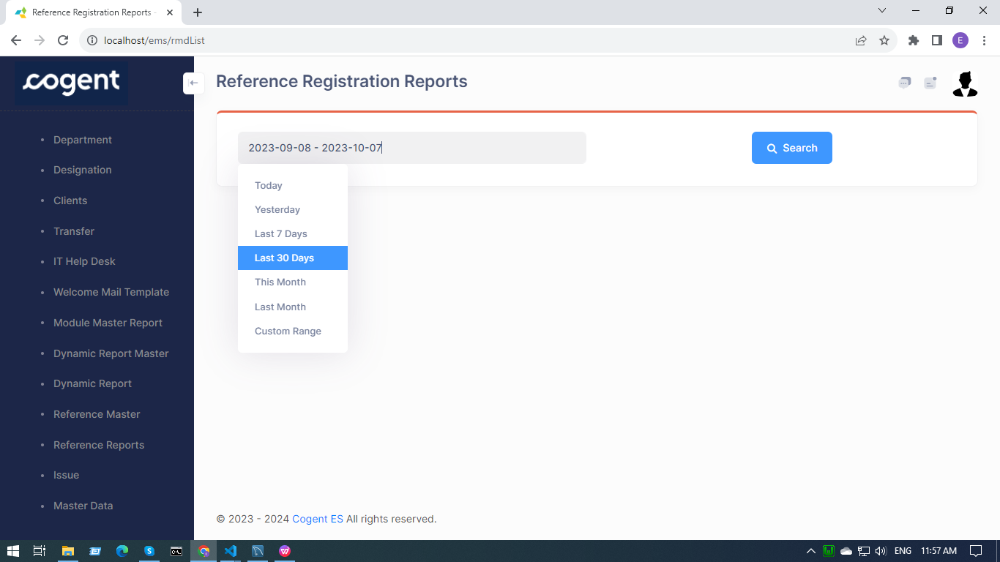 Reference Registration Reports -
localhost/ems/rmdList
E
cogent
Reference Registration Reports
Department
Designation
Clients
Transfer
IT Help Desk
Welcome Mail Template
Module Master Report
Dynamic Report Master
Dynamic Report
Reference Master
Reference Reports
Issue
Master Data
2023-09-08 - 2023-10-07
Search
Today
Yesterday
Last 7 Days
Last 30 Days
This Month
Last Month
Custom Range
© 2023 - 2024 Cogent ES All rights reserved.
ENG
11:57 AM